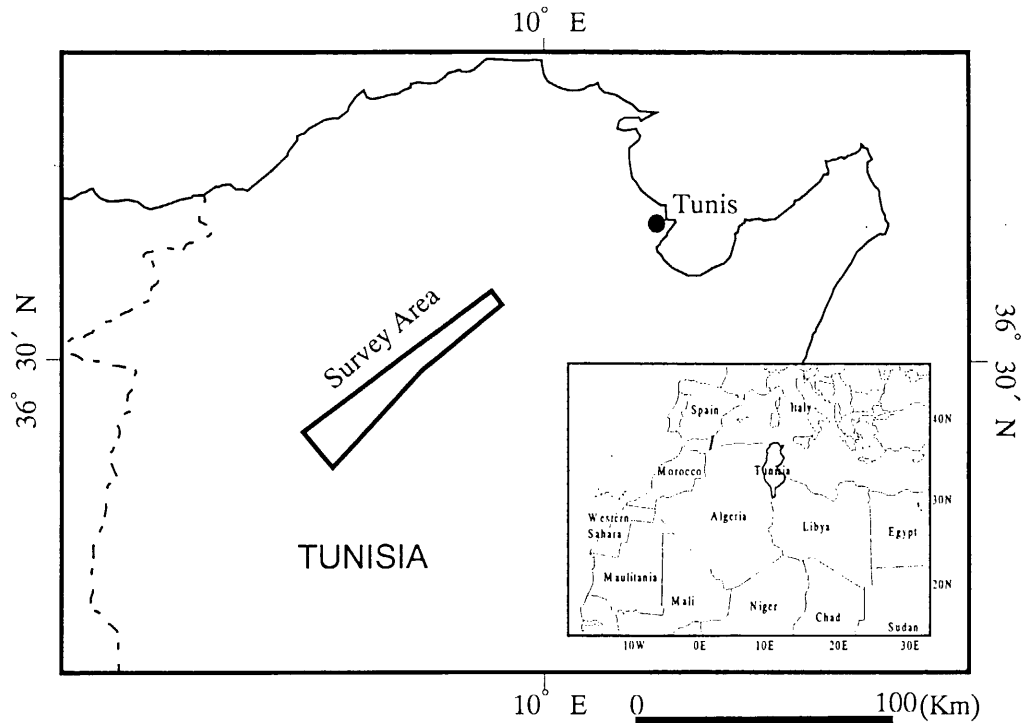 10° E
Tunis
Survey Area
36° 30′ N
36° 30′ N
TUNISIA
Spain
Italy
40N
Morocco
Tunisia
30N
Western
Sahara
Algeria
Libya
Egypt
Maulitania
20N
Mali
Niger
Chad
Sudan
10W 0E 10E 20E 30E
10° E
0 100 (Km)